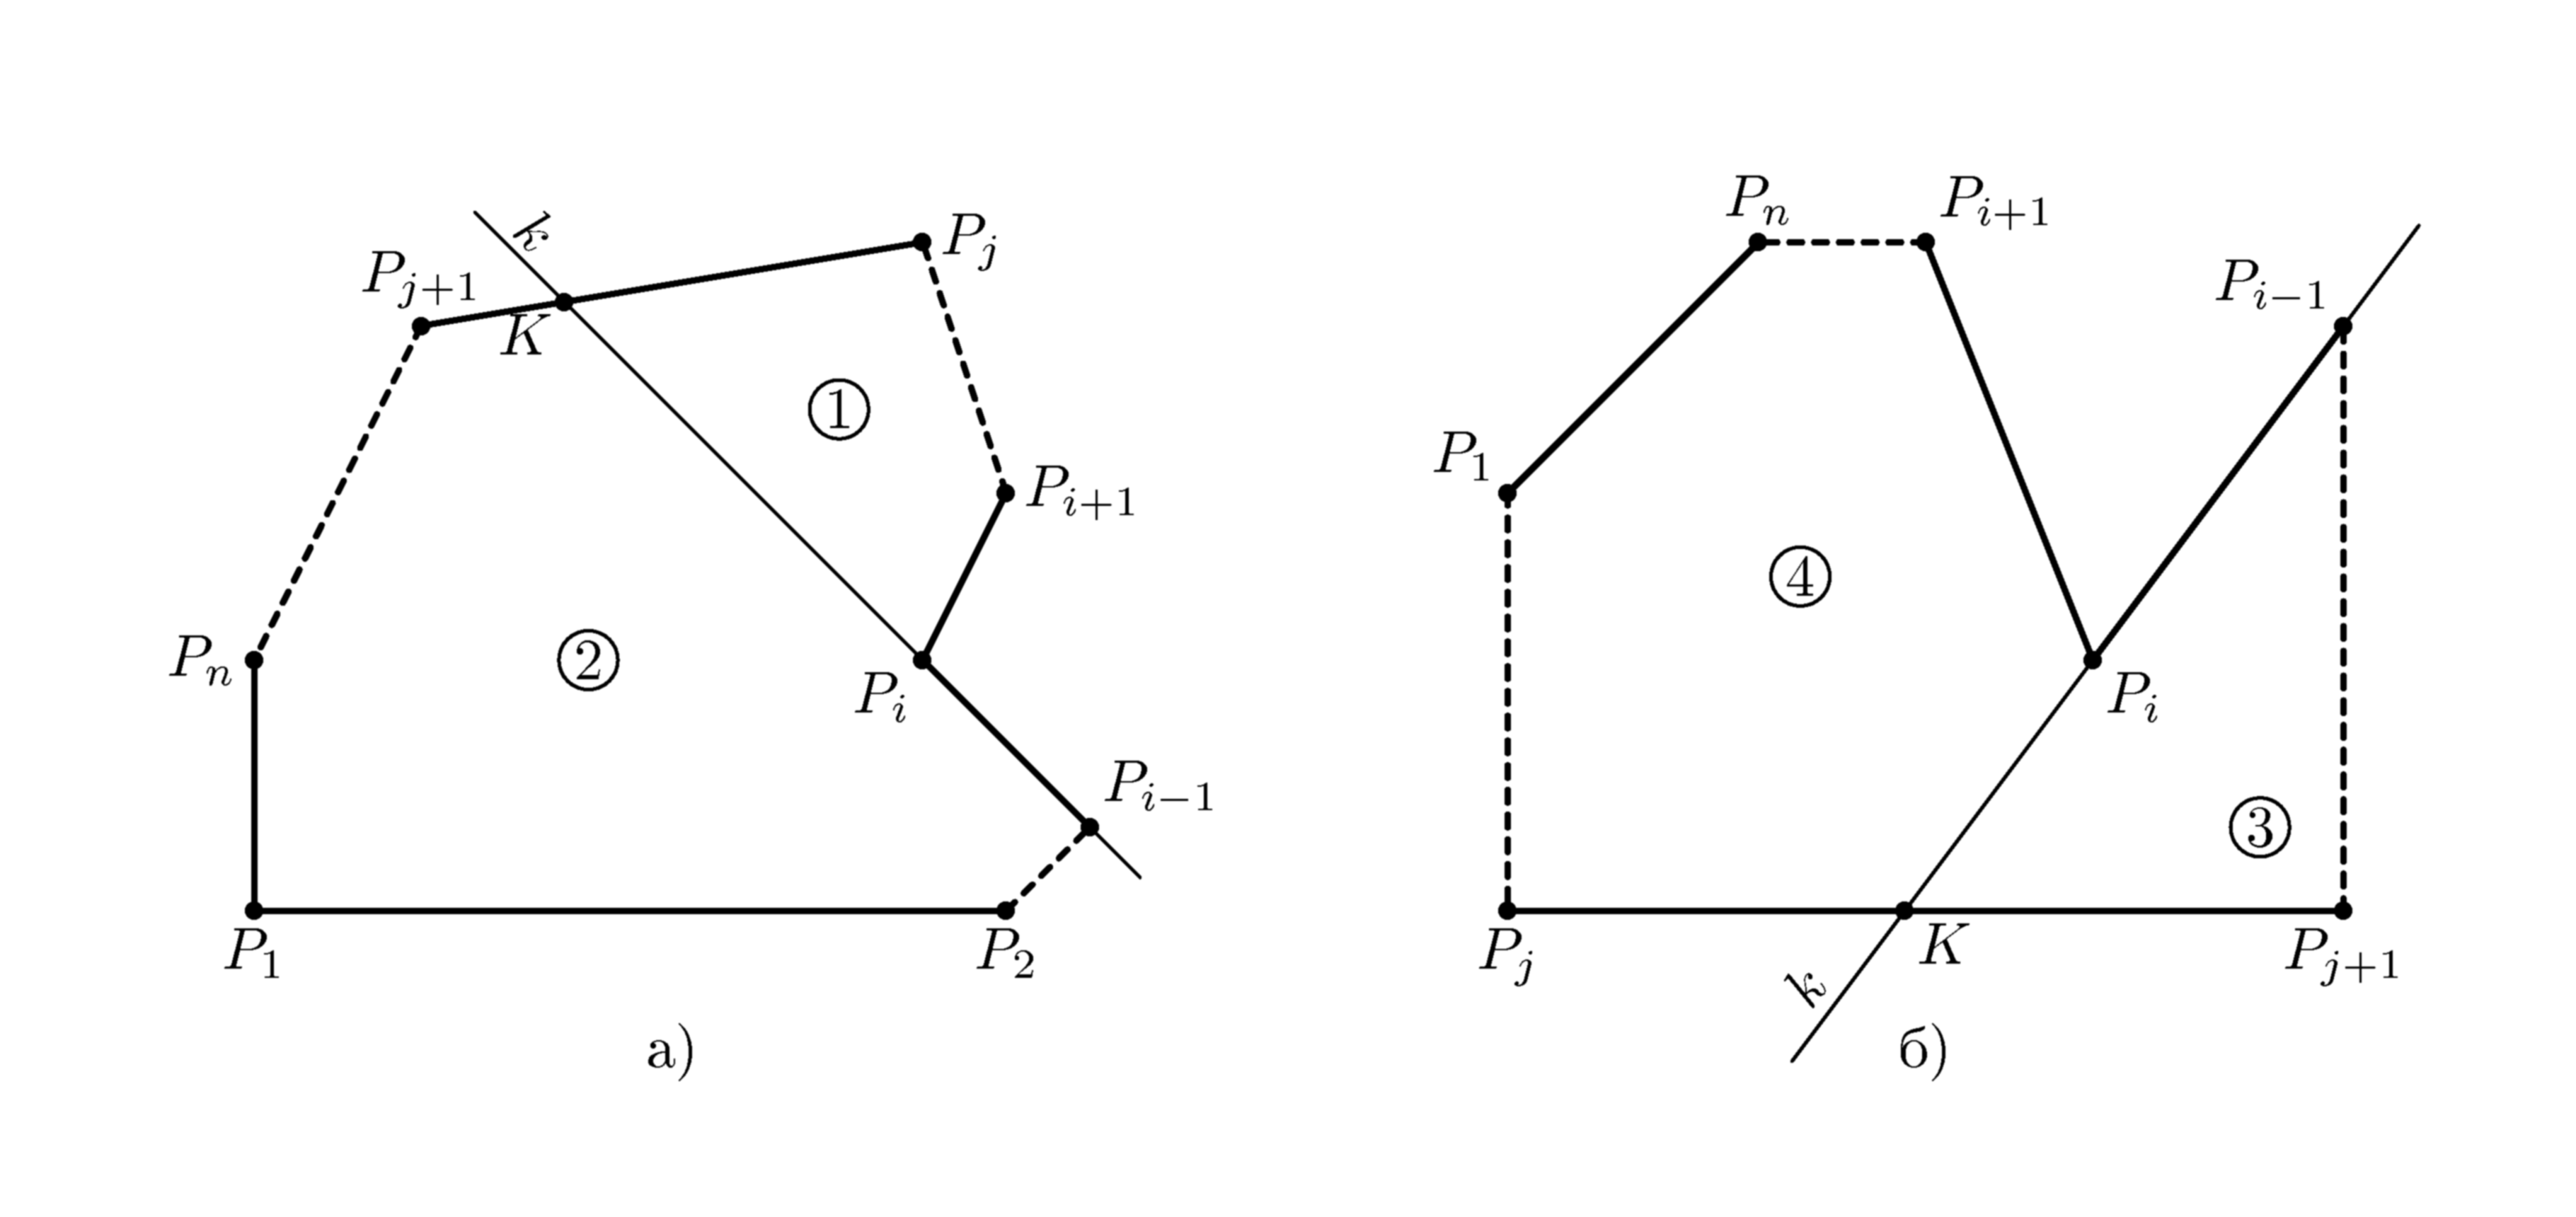 P_n P_{i+1}
k P_j P_{i-1}
P_{j+1}
K
① P_1
P_{i+1}
④
P_n ② P_i P_i
P_{i-1} ③
P_1 P_2 P_j K P_{j+1}
k
а) б)